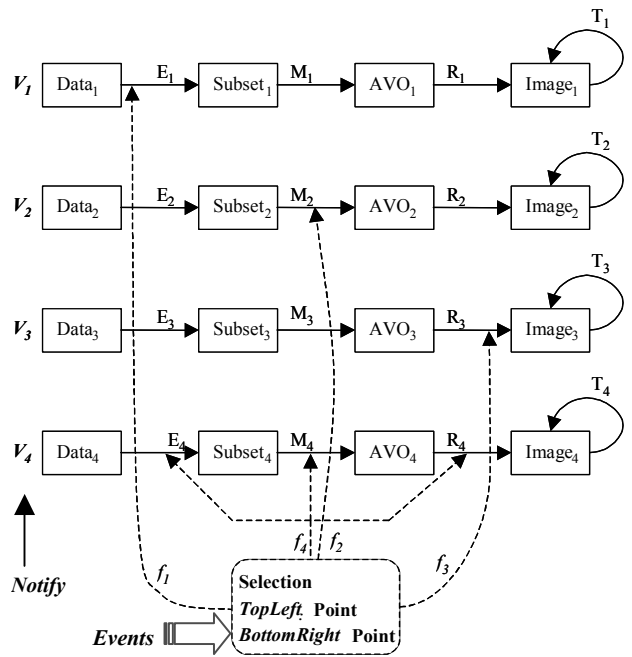 T₁
V₁ Data₁ E₁ Subset₁ M₁ AVO₁ R₁ Image₁
T₂
V₂ Data₂ E₂ Subset₂ M₂ AVO₂ R₂ Image₂
T₃
V₃ Data₃ E₃ Subset₃ M₃ AVO₃ R₃ Image₃
T₄
V₄ Data₄ E₄ Subset₄ M₄ AVO₄ R₄ Image₄
f₁ f₄ f₂ f₃
Notify
Selection
TopLeft Point
Events BottomRight Point